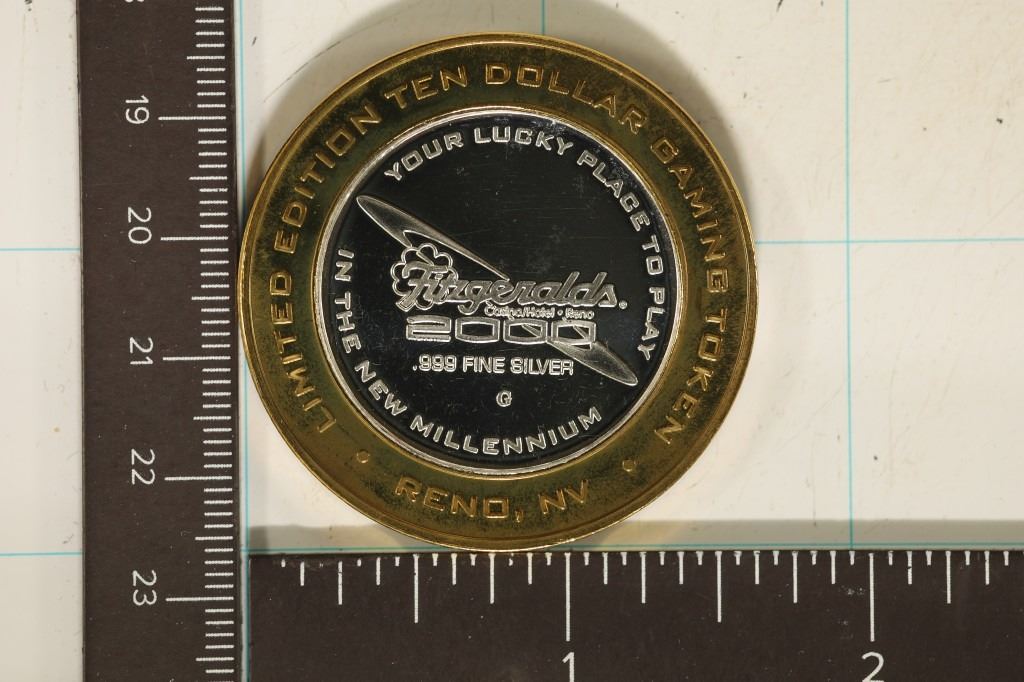 LIMITED EDITION TEN DOLLAR GAMING TOKEN
RENO, NV
YOUR LUCKY PLACE TO PLAY
IN THE NEW MILLENNIUM
Fitzgeralds
Casino/Hotel • Reno
2000
.999 FINE SILVER
G
19
20
21
22
23
1
2